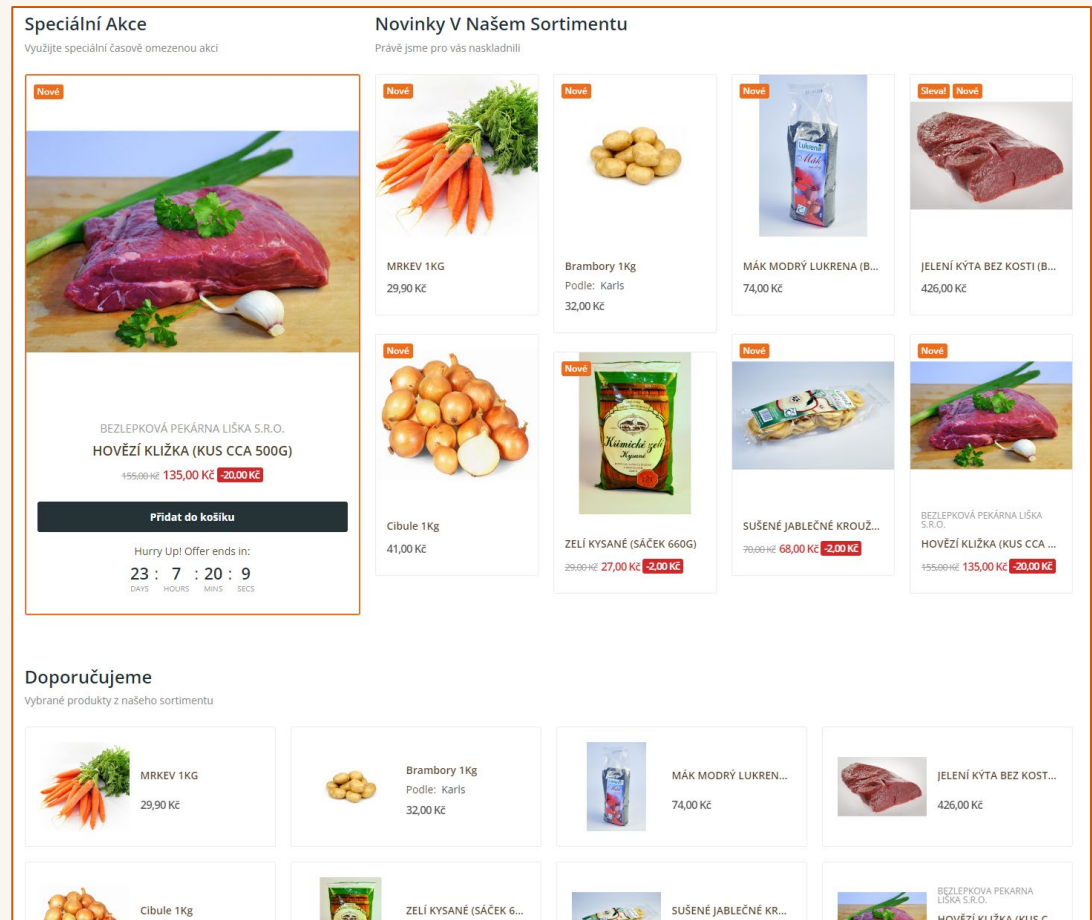 Speciální Akce
Využijte speciální časově omezenou akci
Nové
BEZLEPKOVÁ PEKÁRNA LIŠKA S.R.O.
HOVĚZÍ KLIŽKA (KUS CCA 500G)
155,00 Kč 135,00 Kč -20,00 Kč
Přidat do košíku
Hurry Up! Offer ends in:
23 : 7 : 20 : 9
DAYS HOURS MINS SECS
Novinky V Našem Sortimentu
Právě jsme pro vás naskladnili
Nové
MRKEV 1KG
29,90 Kč
Nové
Brambory 1Kg
Podle: Karls
32,00 Kč
Nové
Lukrena
Mák
MÁK MODRÝ LUKRENA (B...
74,00 Kč
Sleva! Nové
JELENÍ KÝTA BEZ KOSTI (B...
426,00 Kč
Nové
Cibule 1Kg
41,00 Kč
Nové
Křimické zelí
Kysané
ZELÍ KYSANÉ (SÁČEK 660G)
29,00 Kč 27,00 Kč -2,00 Kč
Nové
SUŠENÉ JABLEČNÉ KROUŽ...
70,00 Kč 68,00 Kč -2,00 Kč
Nové
BEZLEPKOVÁ PEKÁRNA LIŠKA
S.R.O.
HOVĚZÍ KLIŽKA (KUS CCA ...
155,00 Kč 135,00 Kč -20,00 Kč
Doporučujeme
Vybrané produkty z našeho sortimentu
MRKEV 1KG
29,90 Kč
Brambory 1Kg
Podle: Karls
32,00 Kč
MÁK MODRÝ LUKREN...
74,00 Kč
JELENÍ KÝTA BEZ KOST...
426,00 Kč
Cibule 1Kg
ZELÍ KYSANÉ (SÁČEK 6...
SUŠENÉ JABLEČNÉ KR...
BEZLEPKOVÁ PEKÁRNA
LIŠKA S.R.O.
HOVĚZÍ KLIŽKA (KUS C...